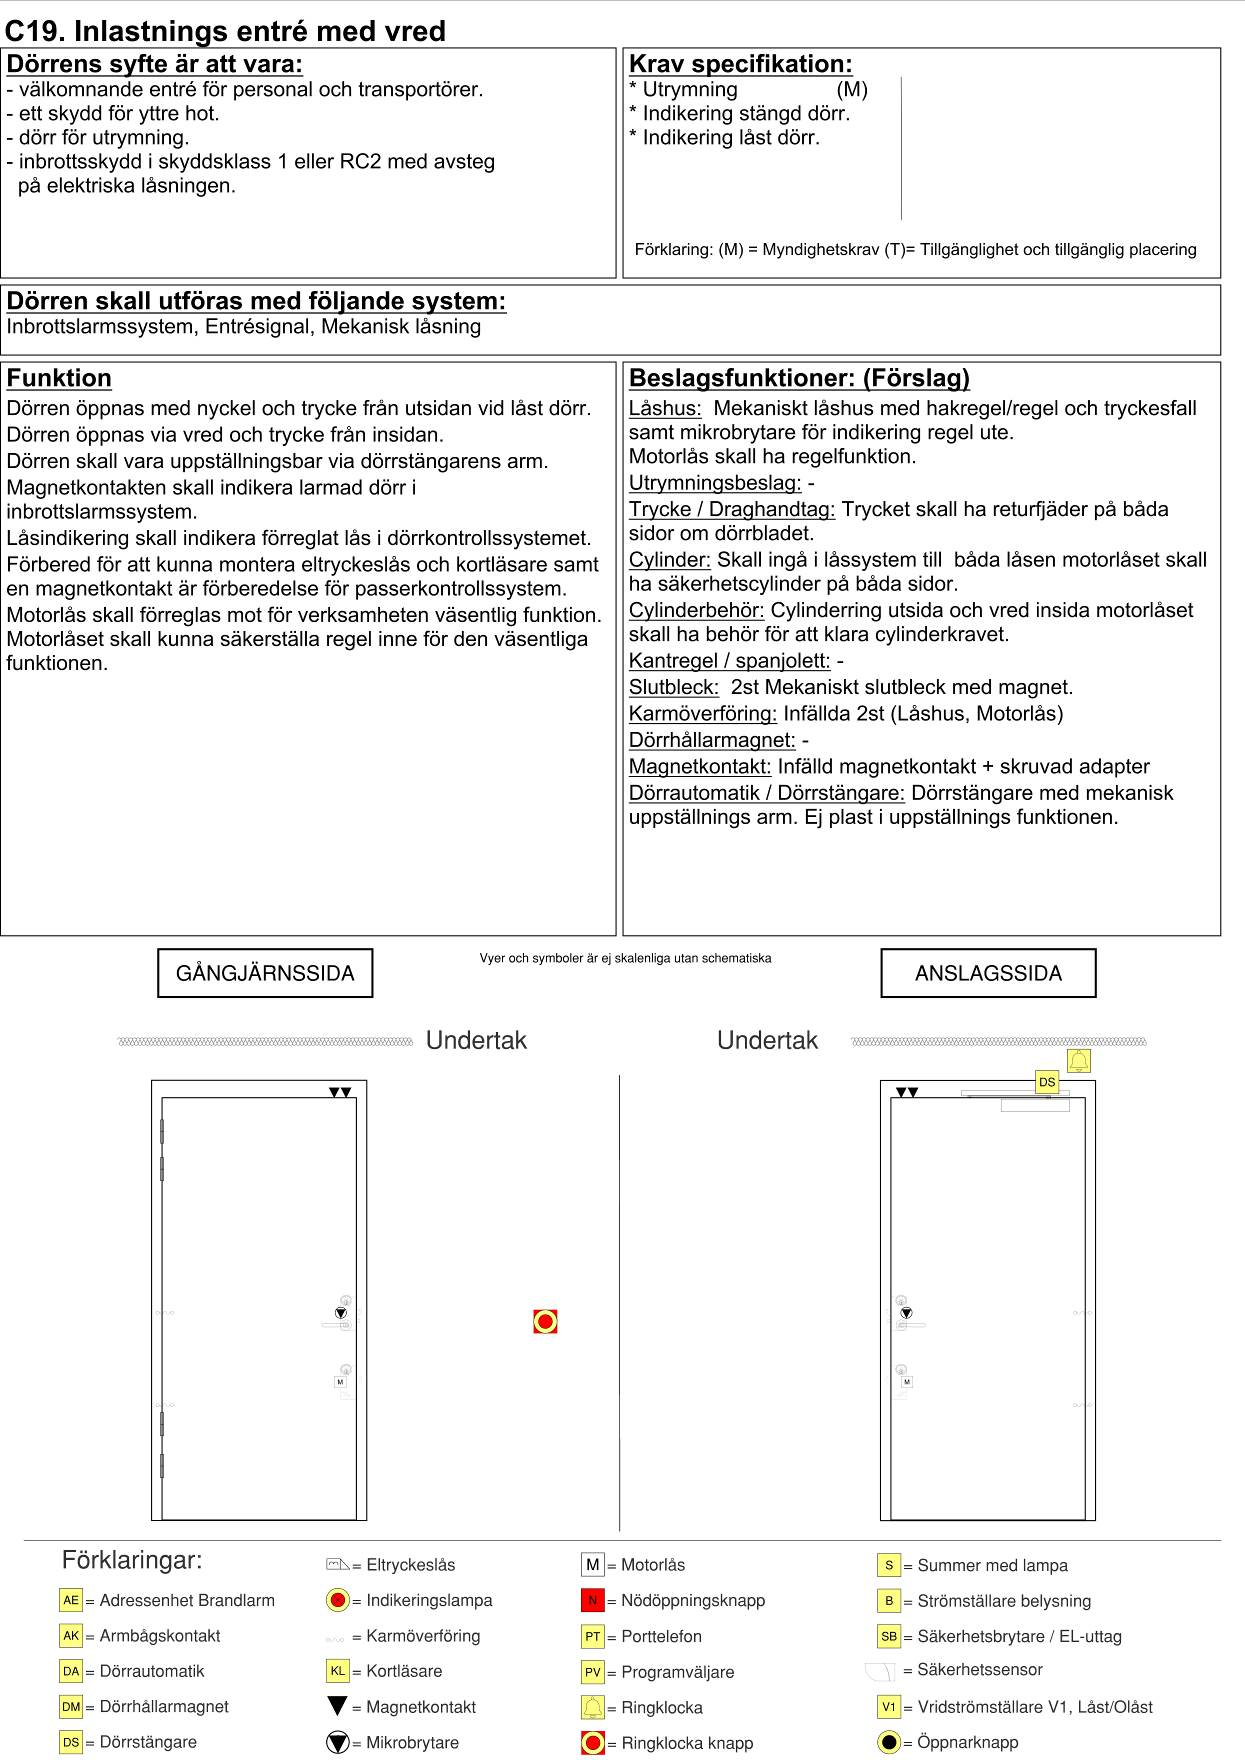 C19. Inlastnings entré med vred
Dörrens syfte är att vara:
- välkomnande entré för personal och transportörer.
- ett skydd för yttre hot.
- dörr för utrymning.
- inbrottsskydd i skyddsklass 1 eller RC2 med avsteg
på elektriska låsningen.
Krav specifikation:
* Utrymning (M)
* Indikering stängd dörr.
* Indikering låst dörr.
Förklaring: (M) = Myndighetskrav (T)= Tillgänglighet och tillgänglig placering
Dörren skall utföras med följande system:
Inbrottslarmssystem, Entrésignal, Mekanisk låsning
Funktion
Dörren öppnas med nyckel och trycke från utsidan vid låst dörr.
Dörren öppnas via vred och trycke från insidan.
Dörren skall vara uppställningsbar via dörrstängarens arm.
Magnetkontakten skall indikera larmad dörr i
inbrottslarmssystem.
Låsindikering skall indikera förreglat lås i dörrkontrollssystemet.
Förbered för att kunna montera eltryckeslås och kortläsare samt
en magnetkontakt är förberedelse för passerkontrollssystem.
Motorlås skall förreglas mot för verksamheten väsentlig funktion.
Motorlåset skall kunna säkerställa regel inne för den väsentliga
funktionen.
Beslagsfunktioner: (Förslag)
Låshus: Mekaniskt låshus med hakregel/regel och tryckesfall
samt mikrobrytare för indikering regel ute.
Motorlås skall ha regelfunktion.
Utrymningsbeslag: -
Trycke / Draghandtag: Trycket skall ha returfjäder på båda
sidor om dörrbladet.
Cylinder: Skall ingå i låssystem till båda låsen motorlåset skall
ha säkerhetscylinder på båda sidor.
Cylinderbehör: Cylinderring utsida och vred insida motorlåset
skall ha behör för att klara cylinderkravet.
Kantregel / spanjolett: -
Slutbleck: 2st Mekaniskt slutbleck med magnet.
Karmöverföring: Infällda 2st (Låshus, Motorlås)
Dörrhållarmagnet: -
Magnetkontakt: Infälld magnetkontakt + skruvad adapter
Dörrautomatik / Dörrstängare: Dörrstängare med mekanisk
uppställnings arm. Ej plast i uppställnings funktionen.
GÅNGJÄRNSSIDA
Vyer och symboler är ej skalenliga utan schematiska
ANSLAGSSIDA
Undertak
Undertak
DS
M
M
Förklaringar:
AE = Adressenhet Brandlarm
AK = Armbågskontakt
DA = Dörrautomatik
DM = Dörrhållarmagnet
DS = Dörrstängare
= Eltryckeslås
= Indikeringslampa
= Karmöverföring
KL = Kortläsare
= Magnetkontakt
= Mikrobrytare
M = Motorlås
N = Nödöppningsknapp
PT = Porttelefon
PV = Programväljare
= Ringklocka
= Ringklocka knapp
S = Summer med lampa
B = Strömställare belysning
SB = Säkerhetsbrytare / EL-uttag
= Säkerhetssensor
V1 = Vridströmställare V1, Låst/Olåst
= Öppnarknapp